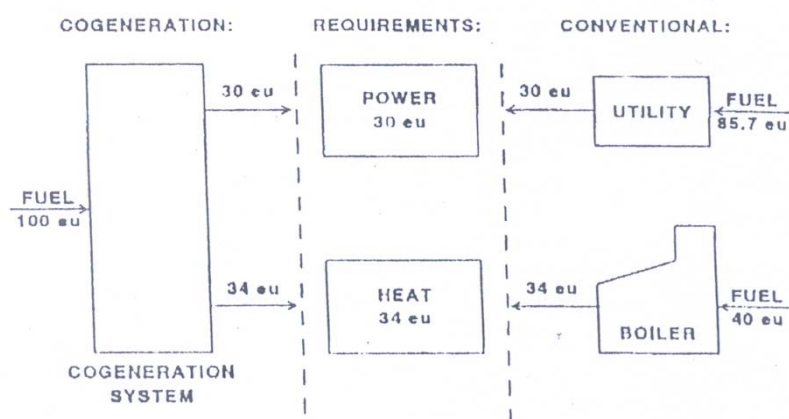 COGENERATION:
REQUIREMENTS:
CONVENTIONAL:
30 eu
POWER
30 eu
30 eu
UTILITY
FUEL
85.7 eu
FUEL
100 eu
34 eu
HEAT
34 eu
34 eu
BOILER
FUEL
40 eu
COGENERATION
SYSTEM